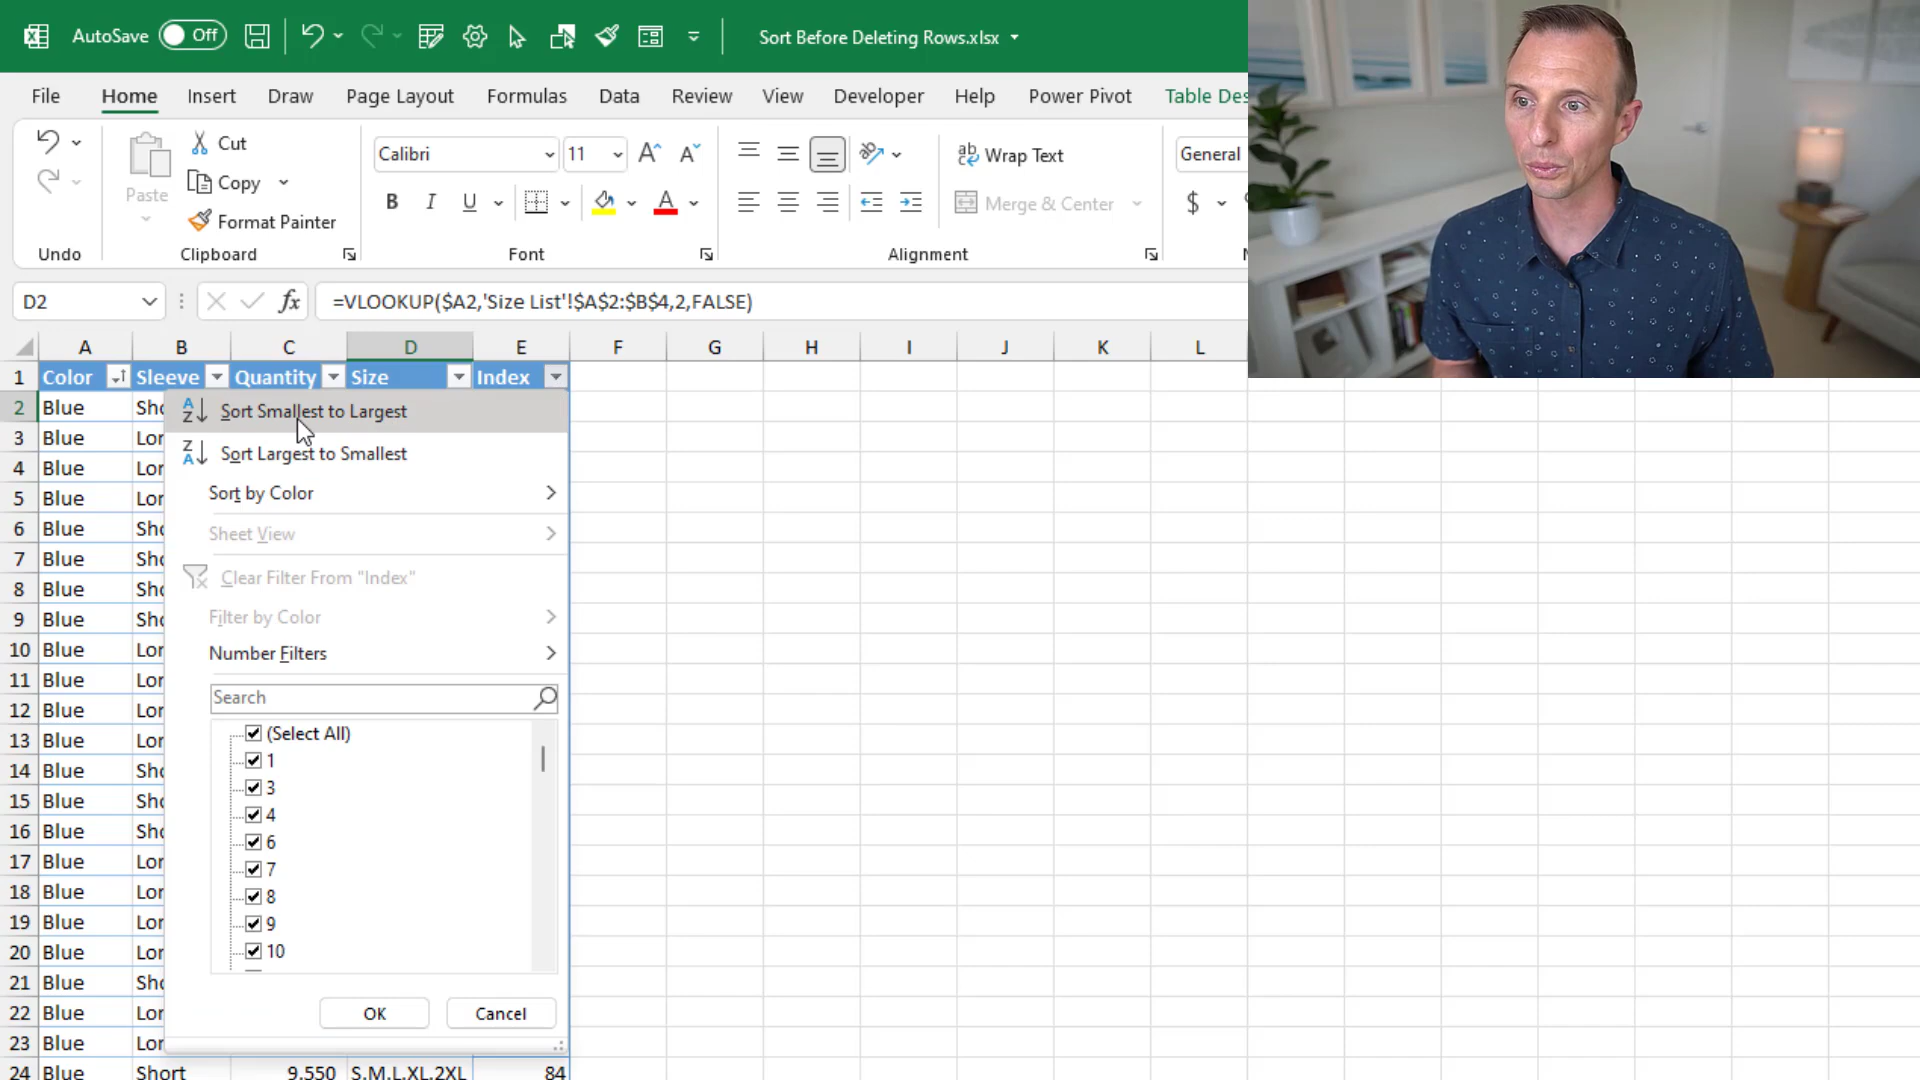 AutoSave Off Sort Before Deleting Rows.xlsx
File Home Insert Draw Page Layout Formulas Data Review View Developer Help Power Pivot Table Des
Cut
Copy
Format Painter
Paste
Undo Clipboard
Calibri 11
B I U A
Font
ab Wrap Text
Merge & Center
Alignment
General
$
D2 fx =VLOOKUP($A2,'Size List'!$A$2:$B$4,2,FALSE)
A B C D E F G H I J K L
1 Color Sleeve Quantity Size Index
2 Blue Sho
3 Blue Lor
4 Blue Lor
5 Blue Lor
6 Blue Sho
7 Blue Sho
8 Blue Sho
9 Blue Sho
10 Blue Lor
11 Blue Lor
12 Blue Lor
13 Blue Lor
14 Blue Sho
15 Blue Sho
16 Blue Sho
17 Blue Lor
18 Blue Lor
19 Blue Lor
20 Blue Lor
21 Blue Sho
22 Blue Lor
23 Blue Lor
24 Blue Short 9,550 S,M,L,XL,2XL 84
Sort Smallest to Largest
Sort Largest to Smallest
Sort by Color
Sheet View
Clear Filter From "Index"
Filter by Color
Number Filters
Search
(Select All)
1
3
4
6
7
8
9
10
OK Cancel